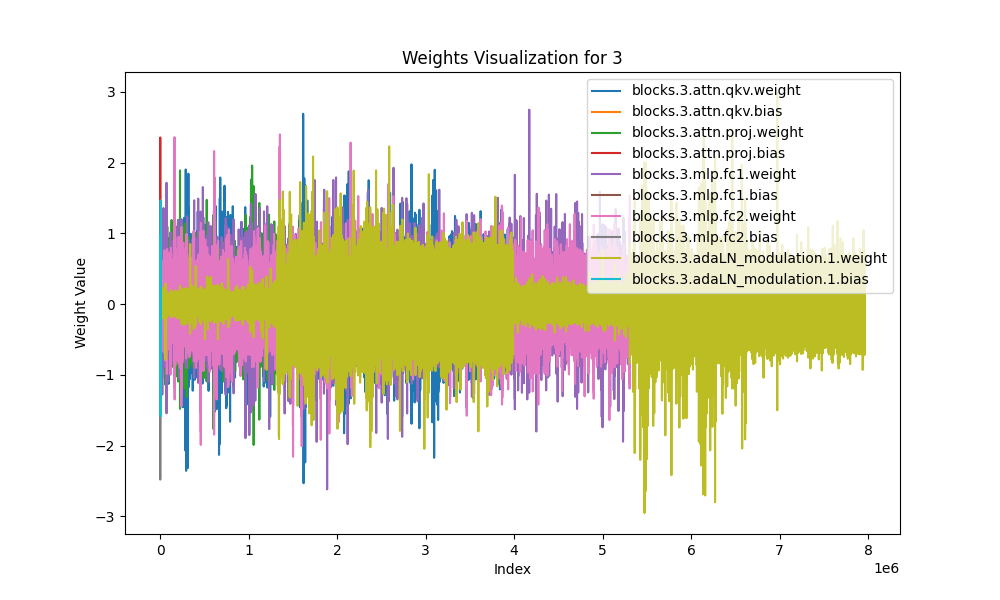 Weights Visualization for 3
3
2
1
0
−1
−2
−3
Weight Value
blocks.3.attn.qkv.weight
blocks.3.attn.qkv.bias
blocks.3.attn.proj.weight
blocks.3.attn.proj.bias
blocks.3.mlp.fc1.weight
blocks.3.mlp.fc1.bias
blocks.3.mlp.fc2.weight
blocks.3.mlp.fc2.bias
blocks.3.adaLN_modulation.1.weight
blocks.3.adaLN_modulation.1.bias
0 1 2 3 4 5 6 7 8
1e6
Index